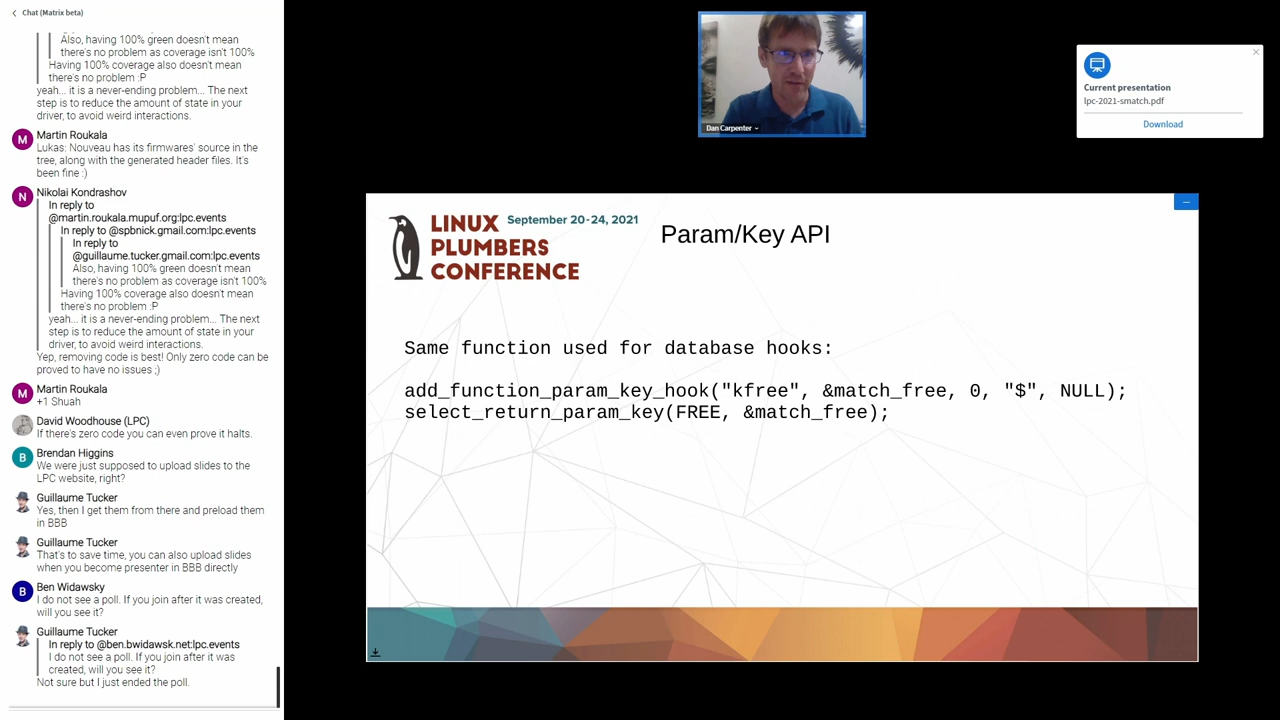 Chat (Matrix beta)
Also, having 100% green doesn't mean
there's no problem as coverage isn't 100%
Having 100% coverage also doesn't mean
there's no problem :P
yeah... it is a never-ending problem... The next
step is to reduce the amount of state in your
driver, to avoid weird interactions.
M
Martin Roukala
Lukas: Nouveau has its firmwares' source in the
tree, along with the generated header files. It's
been fine :)
N
Nikolai Kondrashov
In reply to
@martin.roukala.mupuf.org:lpc.events
In reply to @spbnick.gmail.com:lpc.events
In reply to
@guillaume.tucker.gmail.com:lpc.events
Also, having 100% green doesn't mean
there's no problem as coverage isn't 100%
Having 100% coverage also doesn't mean
there's no problem :P
yeah... it is a never-ending problem... The next
step is to reduce the amount of state in your
driver, to avoid weird interactions.
Yep, removing code is best! Only zero code can be
proved to have no issues ;)
M
Martin Roukala
+1 Shuah
David Woodhouse (LPC)
If there's zero code you can even prove it halts.
B
Brendan Higgins
We were just supposed to upload slides to the
LPC website, right?
Guillaume Tucker
Yes, then I get them from there and preload them
in BBB
Guillaume Tucker
That's to save time, you can also upload slides
when you become presenter in BBB directly
B
Ben Widawsky
I do not see a poll. If you join after it was created,
will you see it?
Guillaume Tucker
In reply to @ben.bwidawsk.net:lpc.events
I do not see a poll. If you join after it was
created, will you see it?
Not sure but I just ended the poll.
Dan Carpenter
Current presentation
lpc-2021-smatch.pdf
Download
LINUX
PLUMBERS
CONFERENCE
September 20-24, 2021
Param/Key API
Same function used for database hooks:
add_function_param_key_hook("kfree", &match_free, 0, "$", NULL);
select_return_param_key(FREE, &match_free);